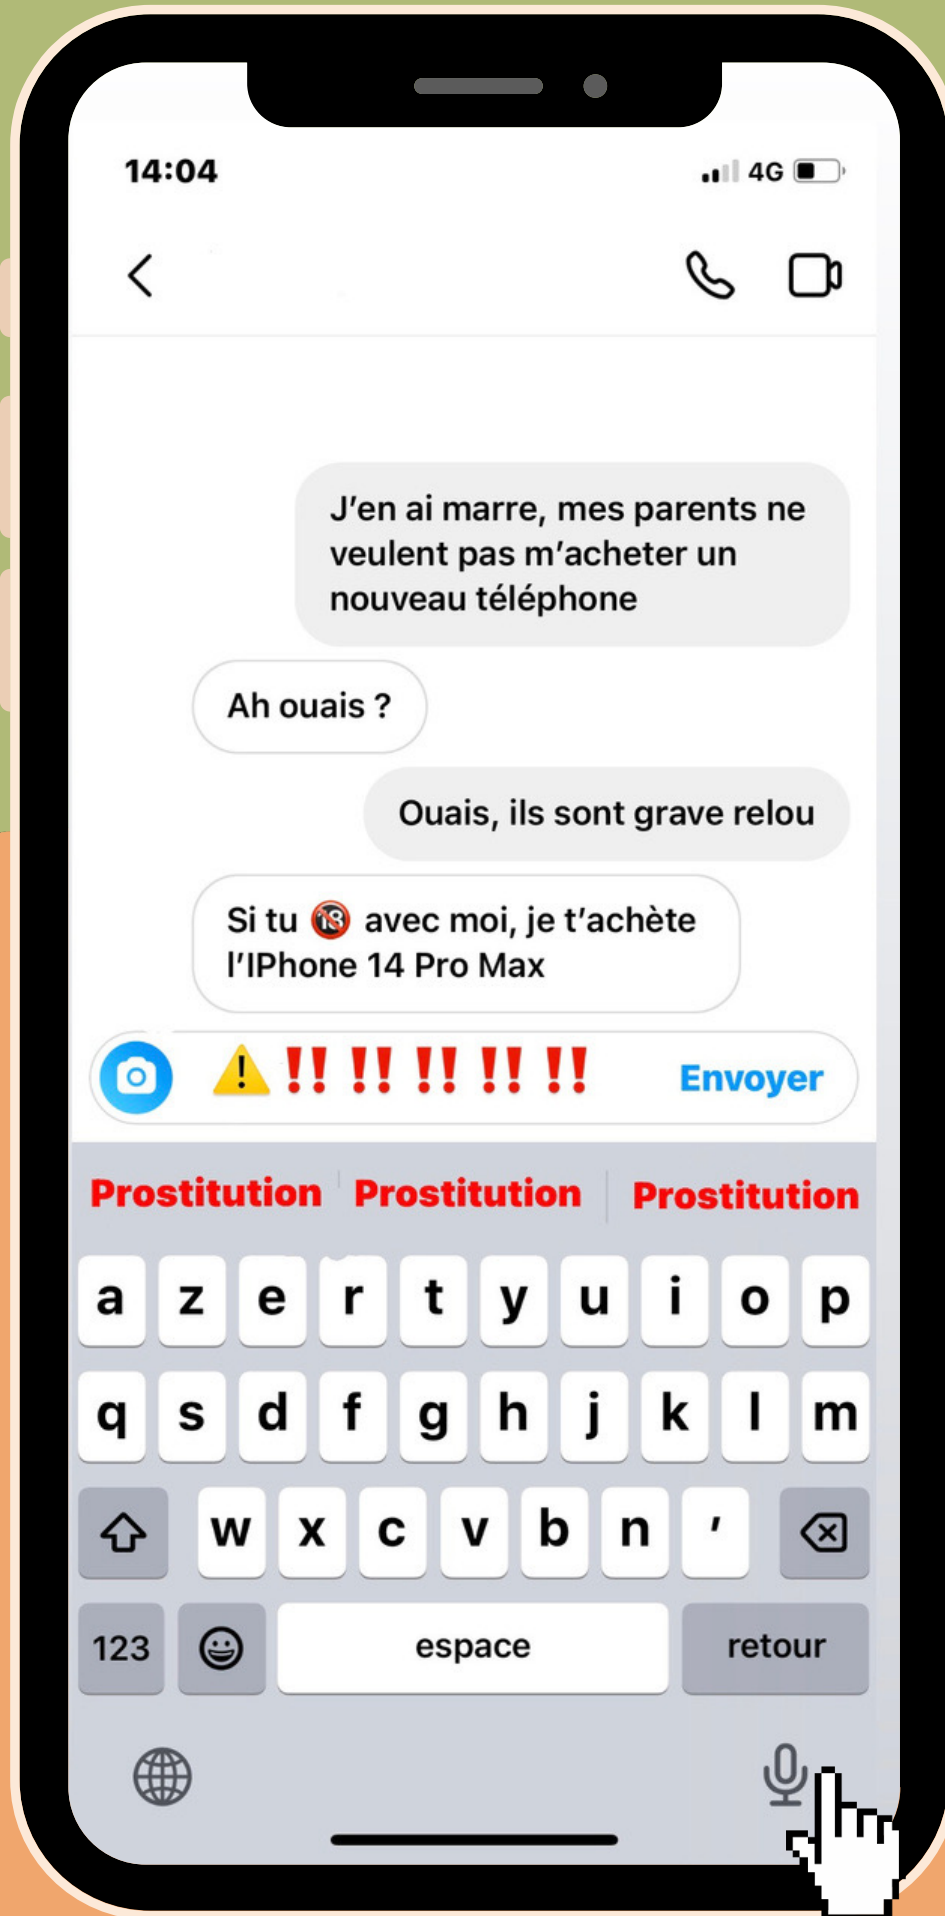 14:04
4G
J’en ai marre, mes parents ne
veulent pas m’acheter un
nouveau téléphone
Ah ouais ?
Ouais, ils sont grave relou
Si tu 🔞 avec moi, je t’achète
l’IPhone 14 Pro Max
⚠️‼️‼️‼️‼️‼️ Envoyer
Prostitution Prostitution Prostitution
a z e r t y u i o p
q s d f g h j k l m
w x c v b n ’
123 espace retour